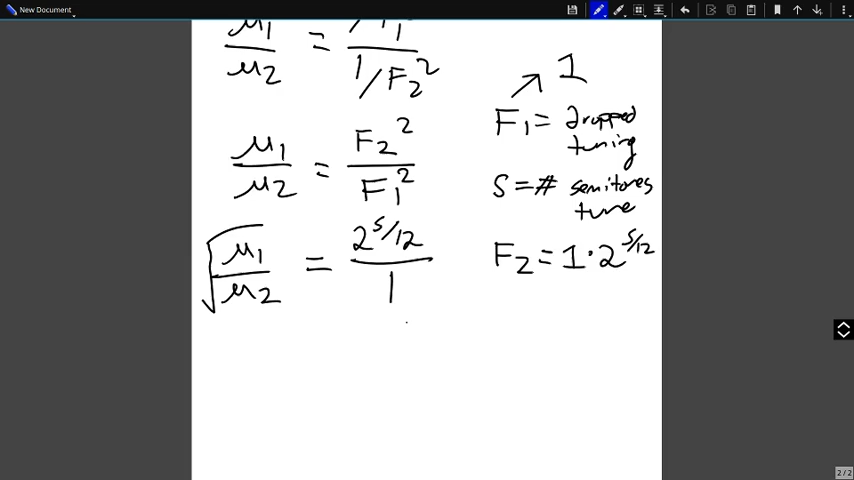 New Document
μ₁/μ₂ = 1/F₁² / 1/F₂²
1
μ₁/μ₂ = F₂²/F₁²
F₁ = dropped
tuning
S = # semitones
tune
√(μ₁/μ₂) = 2^(S/12)/1
F₂ = 1 · 2^(S/12)
2/2